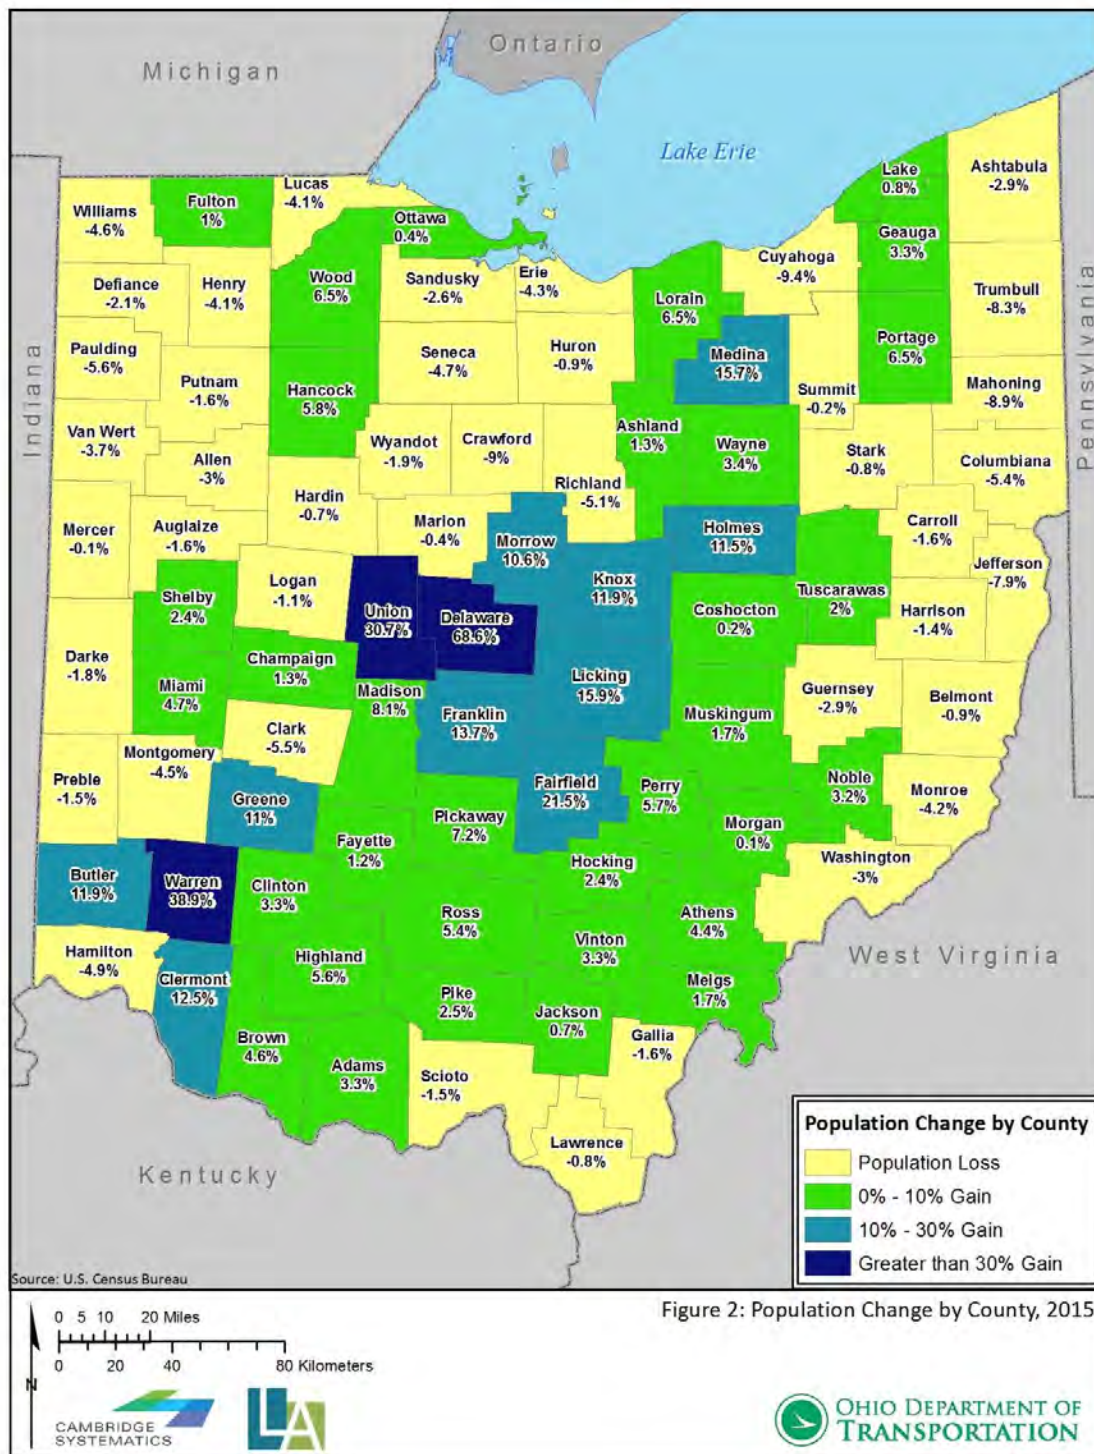 Ontario
Michigan
Lake Erie
Indiana
Pennsylvania
West Virginia
Kentucky
Williams
-4.6%
Fulton
1%
Lucas
-4.1%
Ottawa
0.4%
Lake
0.8%
Ashtabula
-2.9%
Geauga
3.3%
Cuyahoga
-9.4%
Defiance
-2.1%
Henry
-4.1%
Wood
6.5%
Sandusky
-2.6%
Erie
-4.3%
Lorain
6.5%
Trumbull
-8.3%
Portage
6.5%
Paulding
-5.6%
Putnam
-1.6%
Hancock
5.8%
Seneca
-4.7%
Huron
-0.9%
Medina
15.7%
Summit
-0.2%
Mahoning
-8.9%
Van Wert
-3.7%
Allen
-3%
Wyandot
-1.9%
Crawford
-9%
Ashland
1.3%
Wayne
3.4%
Stark
-0.8%
Columbiana
-5.4%
Hardin
-0.7%
Richland
-5.1%
Mercer
-0.1%
Auglaize
-1.6%
Marion
-0.4%
Morrow
10.6%
Holmes
11.5%
Carroll
-1.6%
Jefferson
-7.9%
Shelby
2.4%
Logan
-1.1%
Union
30.7%
Delaware
68.6%
Knox
11.9%
Coshocton
0.2%
Tuscarawas
2%
Harrison
-1.4%
Darke
-1.8%
Miami
4.7%
Champaign
1.3%
Madison
8.1%
Franklin
13.7%
Licking
15.9%
Muskingum
1.7%
Guernsey
-2.9%
Belmont
-0.9%
Clark
-5.5%
Montgomery
-4.5%
Preble
-1.5%
Greene
11%
Fayette
1.2%
Pickaway
7.2%
Fairfield
21.5%
Perry
5.7%
Morgan
0.1%
Noble
3.2%
Monroe
-4.2%
Butler
11.9%
Warren
38.9%
Clinton
3.3%
Hocking
2.4%
Washington
-3%
Ross
5.4%
Vinton
3.3%
Athens
4.4%
Hamilton
-4.9%
Clermont
12.5%
Highland
5.6%
Pike
2.5%
Jackson
0.7%
Meigs
1.7%
Brown
4.6%
Adams
3.3%
Scioto
-1.5%
Gallia
-1.6%
Lawrence
-0.8%
Population Change by County
Population Loss
0% - 10% Gain
10% - 30% Gain
Greater than 30% Gain
Source: U.S. Census Bureau
Figure 2: Population Change by County, 2015
0 5 10 20 Miles
0 20 40 80 Kilometers
N
CAMBRIDGE
SYSTEMATICS
LA
OHIO DEPARTMENT OF
TRANSPORTATION